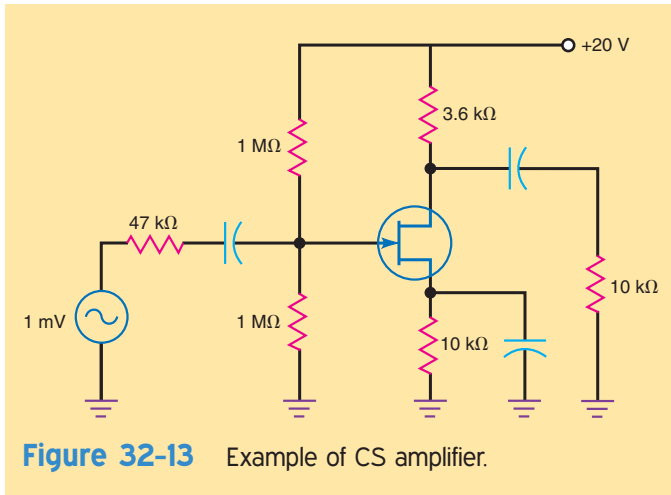 +20 V
3.6 kΩ
1 MΩ
47 kΩ
10 kΩ
1 mV
1 MΩ
10 kΩ
Figure 32-13 Example of CS amplifier.